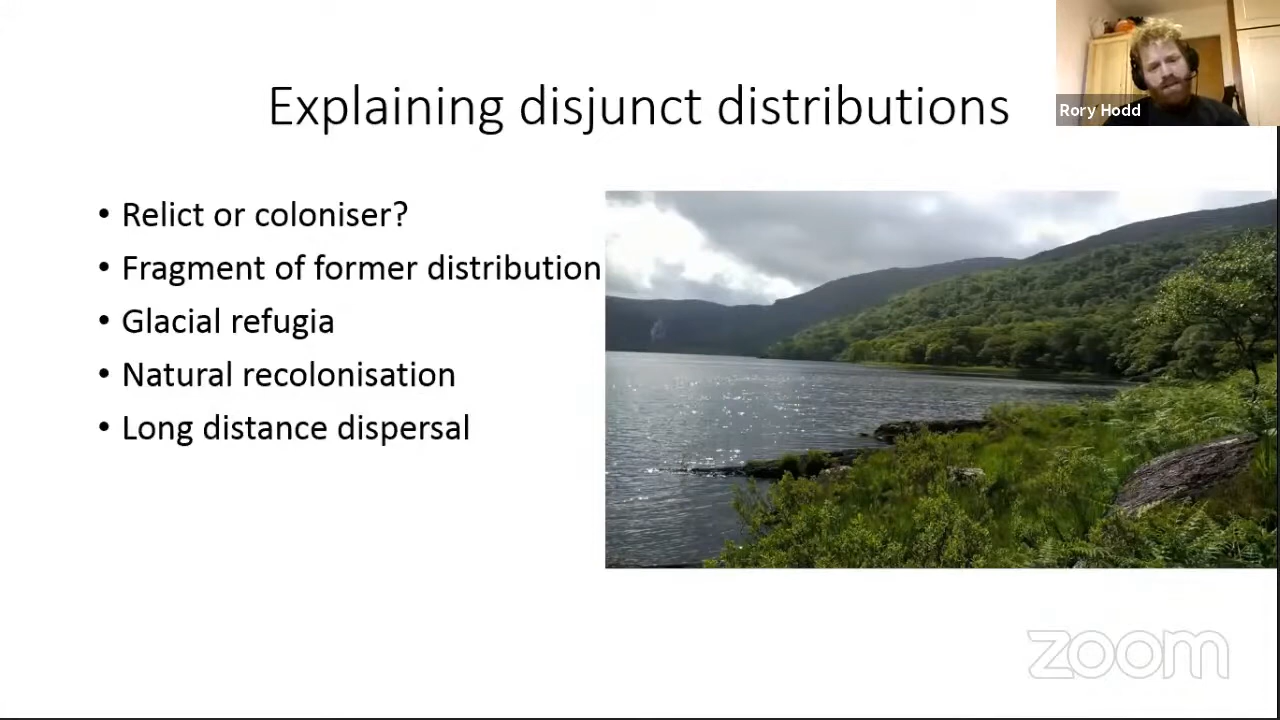 Explaining disjunct distributions
Rory Hodd
• Relict or coloniser?
• Fragment of former distribution
• Glacial refugia
• Natural recolonisation
• Long distance dispersal
zoom